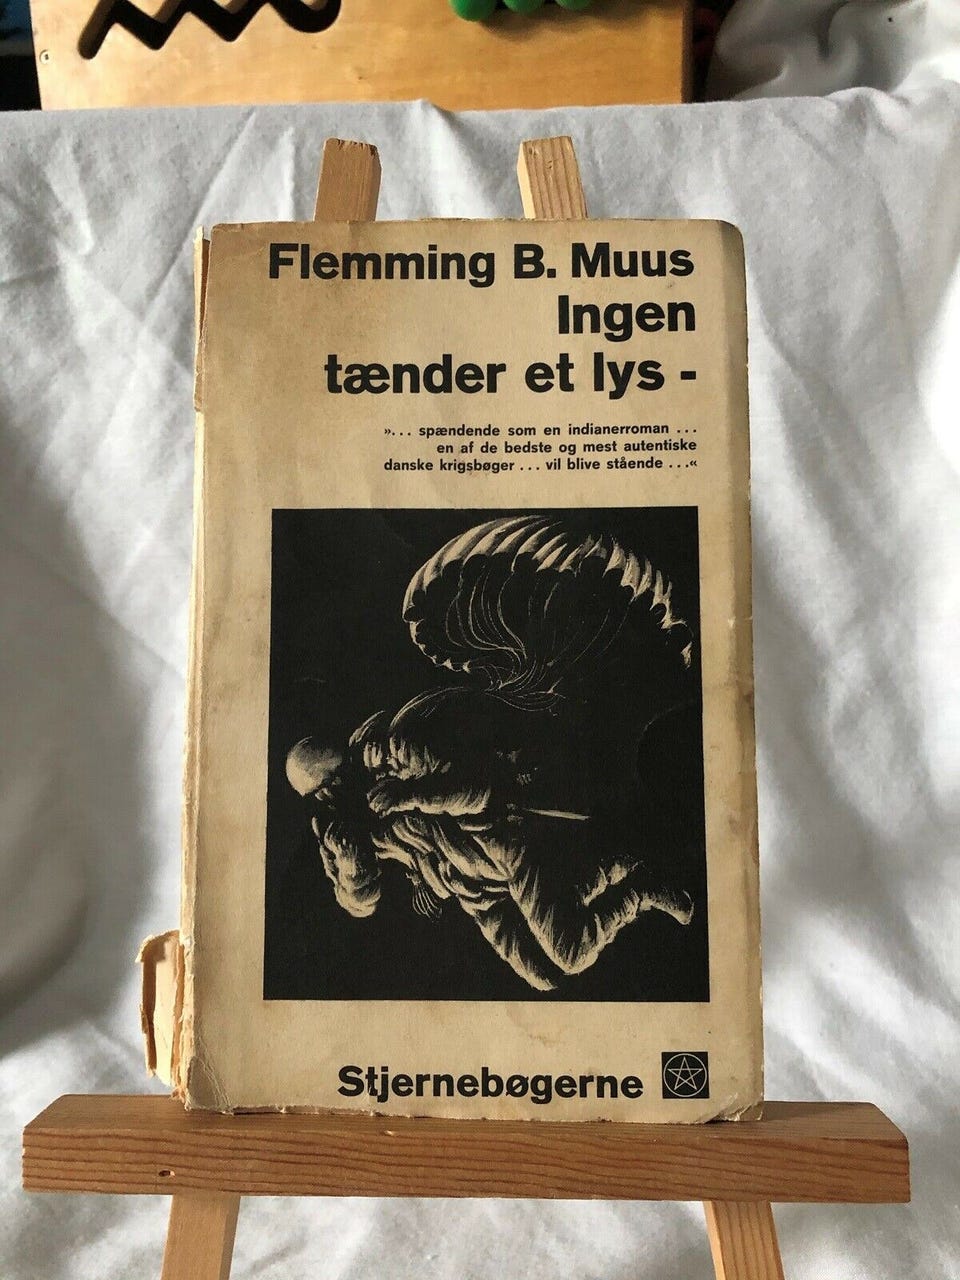 Flemming B. Muus
Ingen
tænder et lys -
»... spændende som en indianerroman ...
en af de bedste og mest autentiske
danske krigsbøger ... vil blive stående ...«
Stjernebøgerne